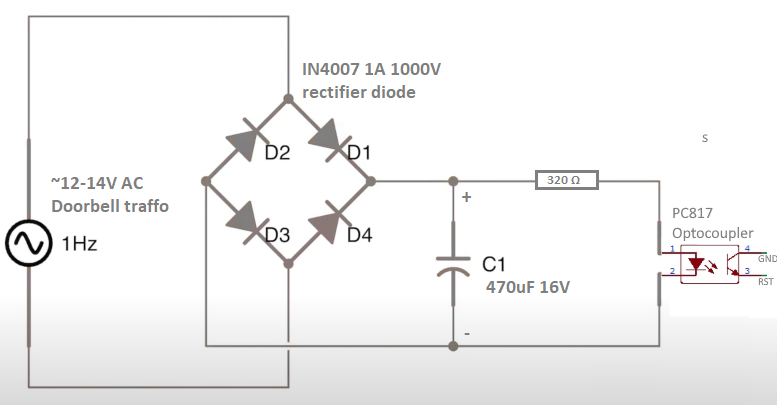 IN4007 1A 1000V
rectifier diode
S
D2
D1
~12-14V AC
Doorbell traffo
320 Ω
+
PC817
Optocoupler
1Hz
D3
D4
1
4
GND
C1
2
3
470uF 16V
RST
-